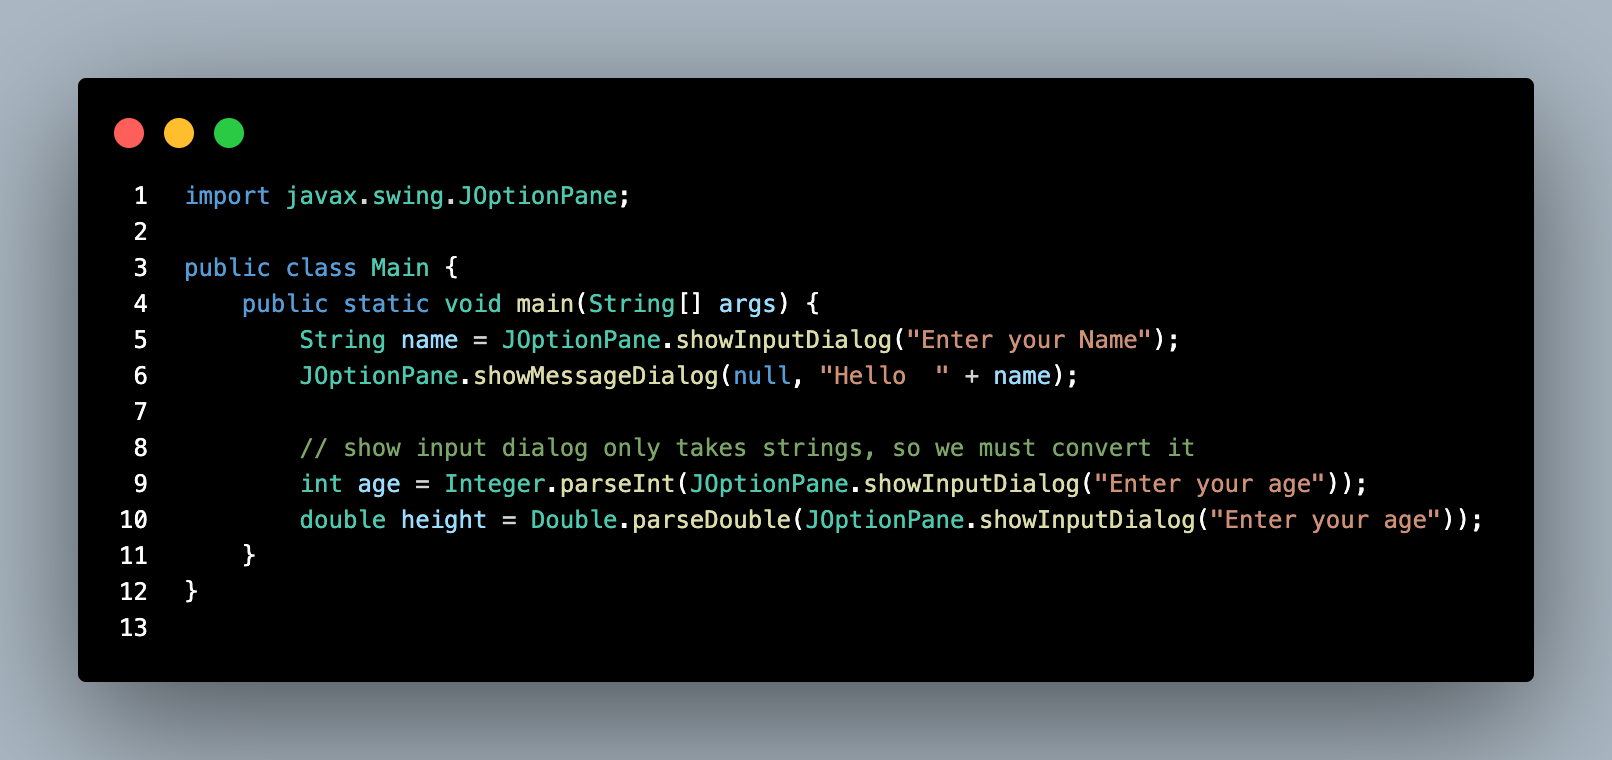 1 import javax.swing.JOptionPane;
2
3 public class Main {
4     public static void main(String[] args) {
5         String name = JOptionPane.showInputDialog("Enter your Name");
6         JOptionPane.showMessageDialog(null, "Hello  " + name);
7
8         // show input dialog only takes strings, so we must convert it
9         int age = Integer.parseInt(JOptionPane.showInputDialog("Enter your age"));
10         double height = Double.parseDouble(JOptionPane.showInputDialog("Enter your age"));
11     }
12 }
13